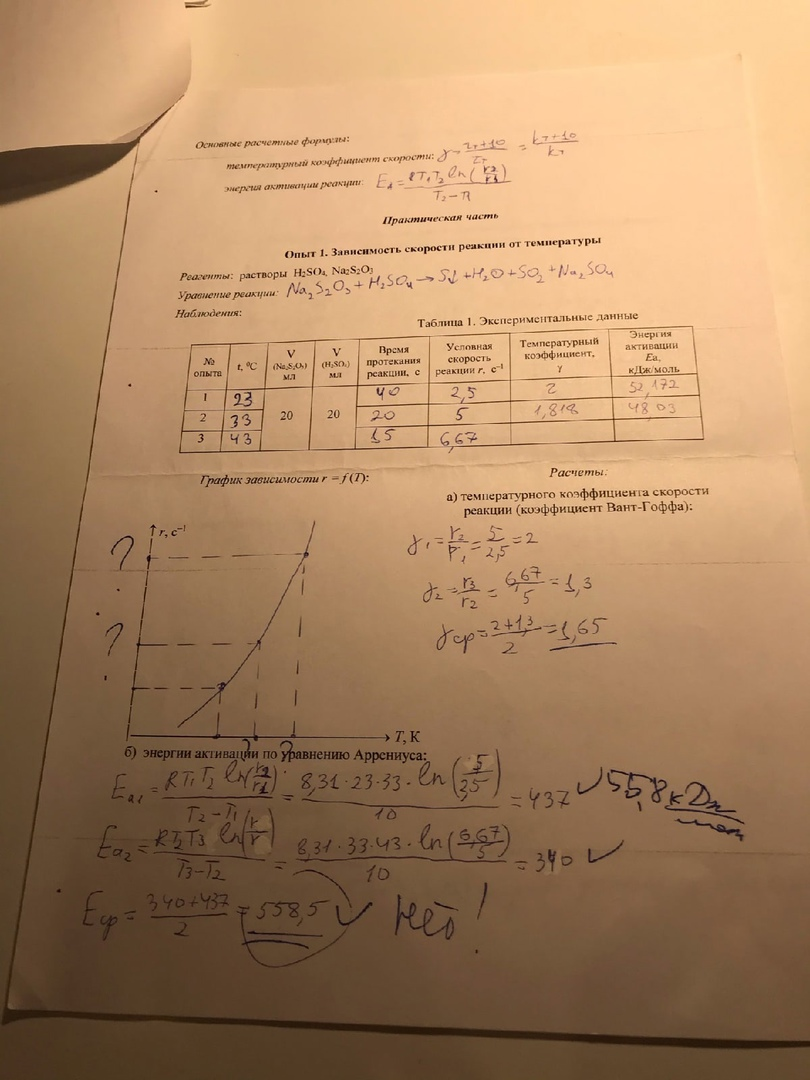 Основные расчетные формулы:
температурный коэффициент скорости: γ = r_T+10 / r_T = k_T+10 / k_T
энергия активации реакции: E_a = RT₁T₂ ln(r₂/r₁) / T₂−T₁
Практическая часть
Опыт 1. Зависимость скорости реакции от температуры
Реагенты: растворы H₂SO₄, Na₂S₂O₃
Уравнение реакции: Na₂S₂O₃ + H₂SO₄ → S↓ + H₂O + SO₂ + Na₂SO₄
Наблюдения:
Таблица 1. Экспериментальные данные
№ опыта | t, ⁰C | V (Na₂S₂O₃) мл | V (H₂SO₄) мл | Время протекания реакции, с | Условная скорость реакции r, с⁻¹ | Температурный коэффициент, γ | Энергия активации Eа, кДж/моль
1 | 23 | 20 | 20 | 40 | 2,5 | 2 | 52,172
2 | 33 | 20 | 5 | 1,818 | 48,03
3 | 43 | 15 | 6,67
График зависимости r = f (T):
Расчеты:
а) температурного коэффициента скорости
реакции (коэффициент Вант-Гоффа):
r, с⁻¹
?
?
γ₁ = r₂/r₁ = 5/2,5 = 2
γ₂ = r₃/r₂ = 6,67/5 = 1,3
γср = 2+1,3 / 2 = 1,65
T, К
? ?
б) энергии активации по уравнению Аррениуса:
Eа₁ = RT₁T₂ ln(r₂/r₁) / T₂−T₁ = 8,31·23·33·ln(5/2,5) / 10 = 437 ✓ 55,8 кДж/моль
Eа₂ = RT₂T₃ ln(r/r) / T₃−T₂ = 8,31·33·43·ln(6,67/5) / 10 = 340 ✓
Eср = 340+437 / 2 = 558,5 ✓ Нет!